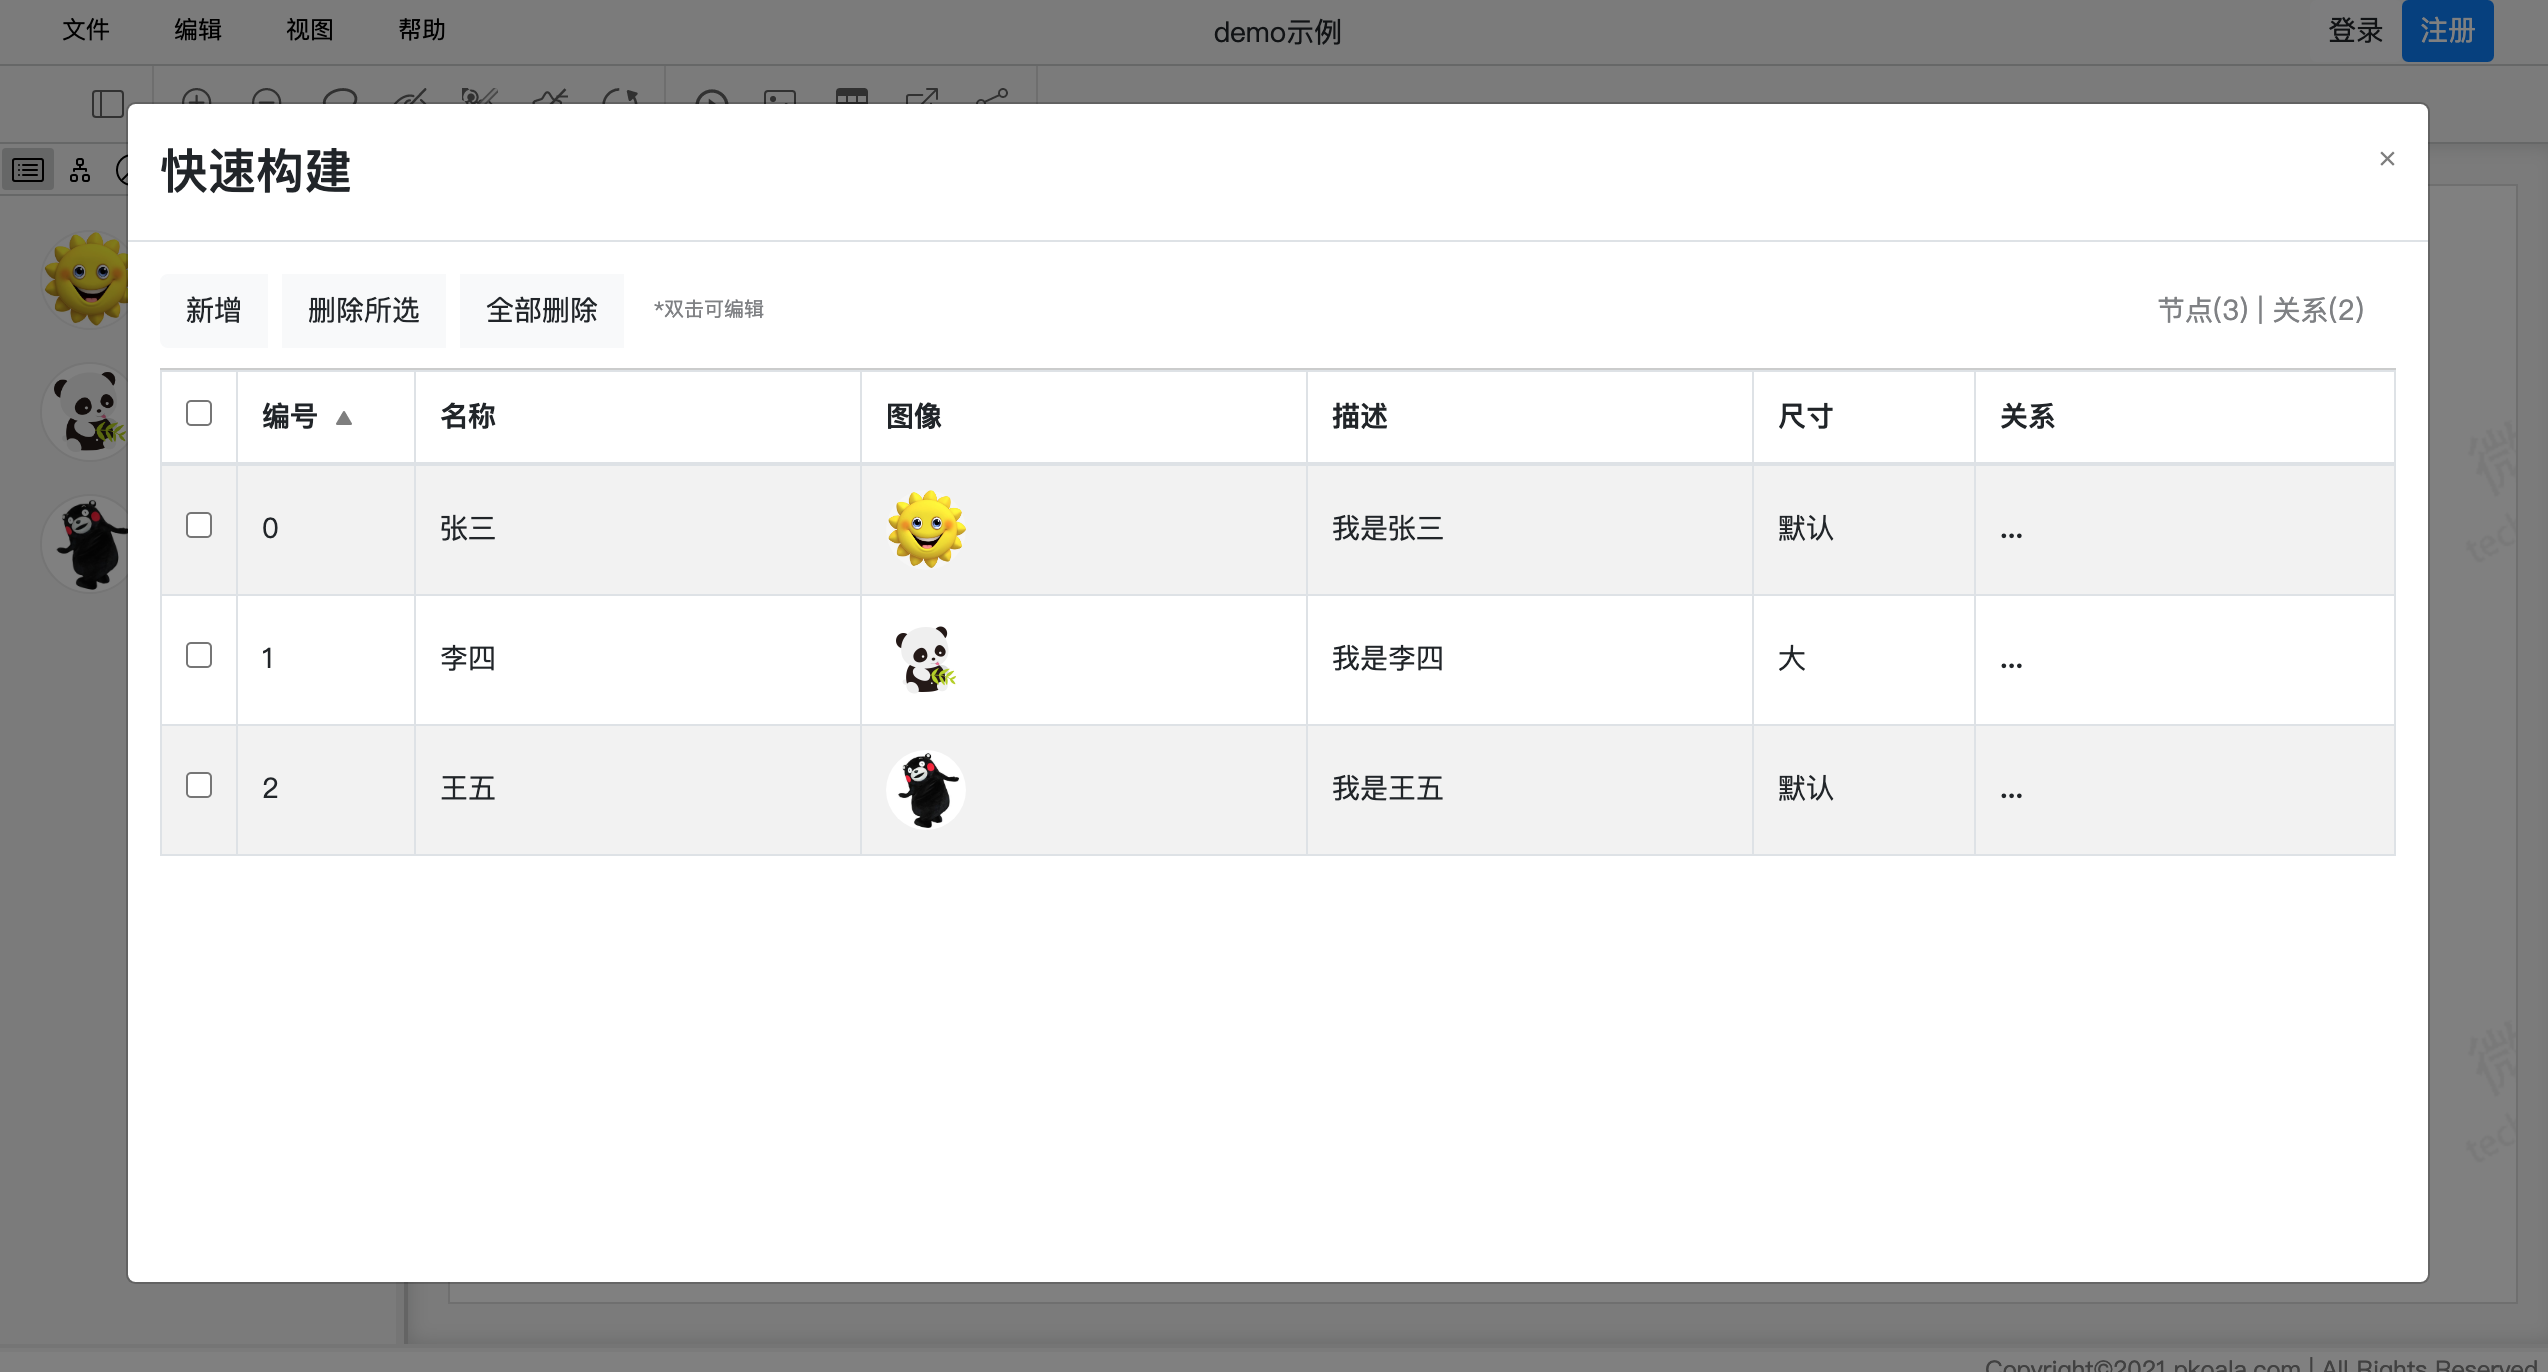 文件 编辑 视图 帮助 demo示例 登录 注册
快速构建 ×
新增 删除所选 全部删除 *双击可编辑 节点(3) | 关系(2)
编号 ▲ 名称 图像 描述 尺寸 关系
0 张三 我是张三 默认 ...
1 李四 我是李四 大 ...
2 王五 我是王五 默认 ...
微
tec
微
tec
Copyright©2021 pkoala.com | All Rights Reserved